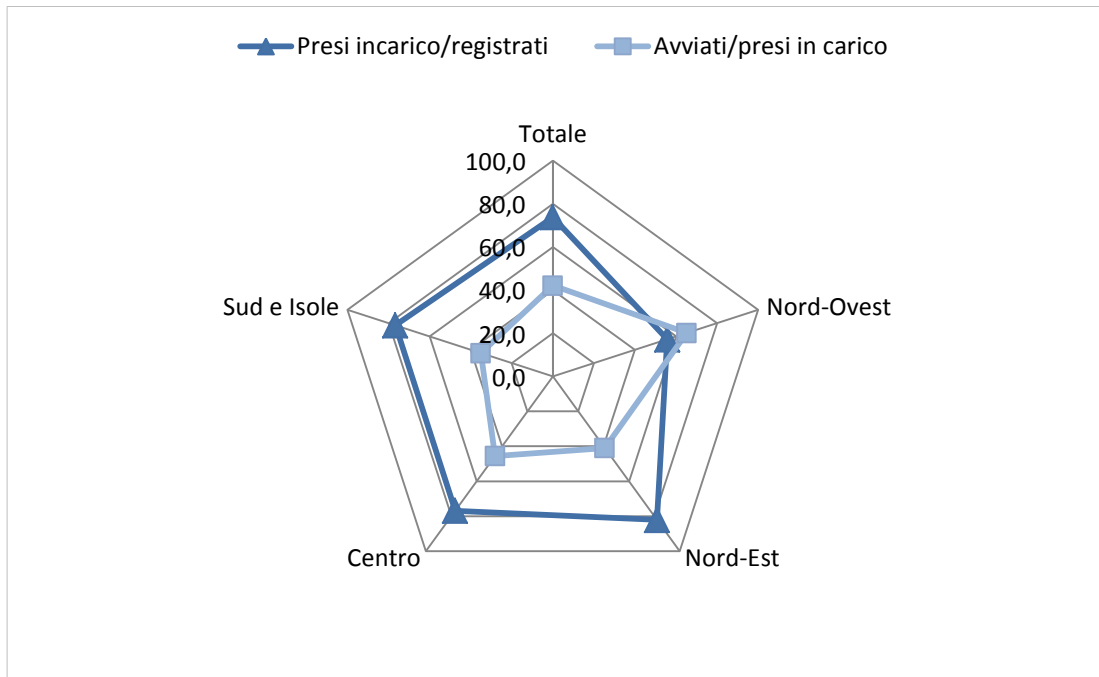 Presi incarico/registrati
Avviati/presi in carico
Totale
100,0
80,0
60,0
40,0
20,0
0,0
Nord-Ovest
Sud e Isole
Centro
Nord-Est